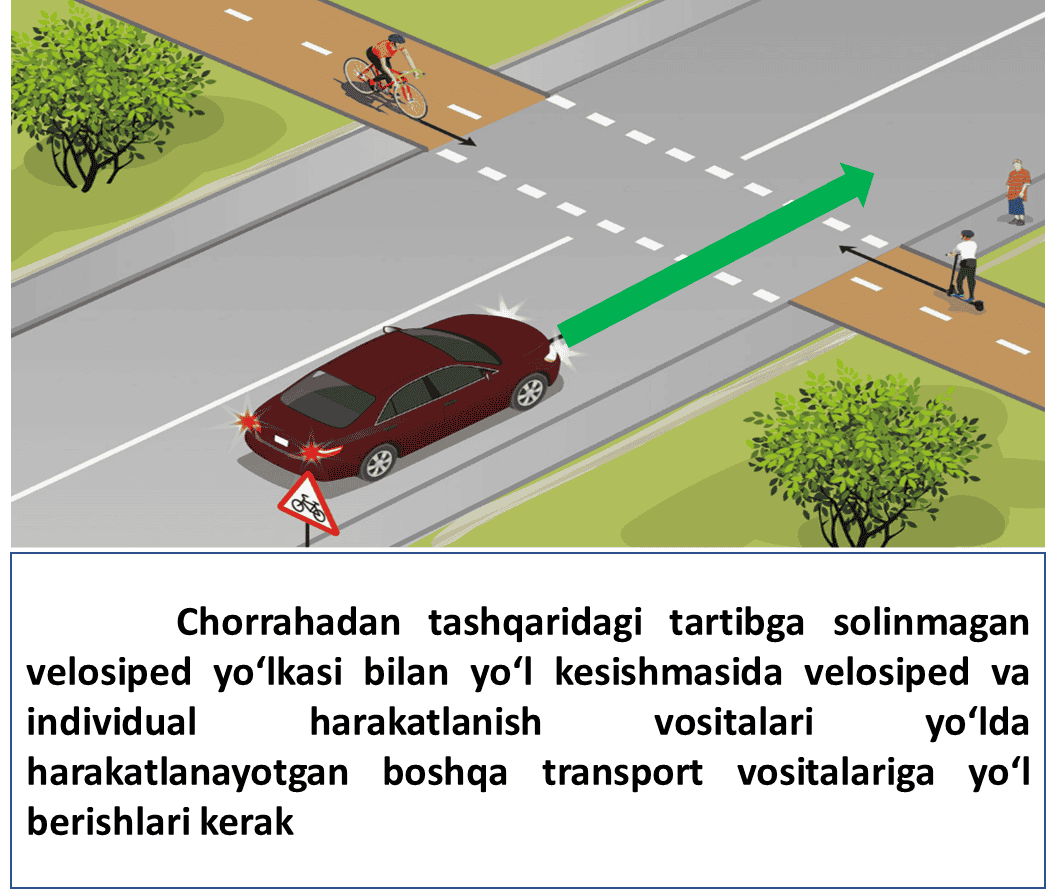 Chorrahadan tashqaridagi tartibga solinmagan
velosiped yo‘lkasi bilan yo‘l kesishmasida velosiped va
individual harakatlanish vositalari yo‘lda
harakatlanayotgan boshqa transport vositalariga yo‘l
berishlari kerak